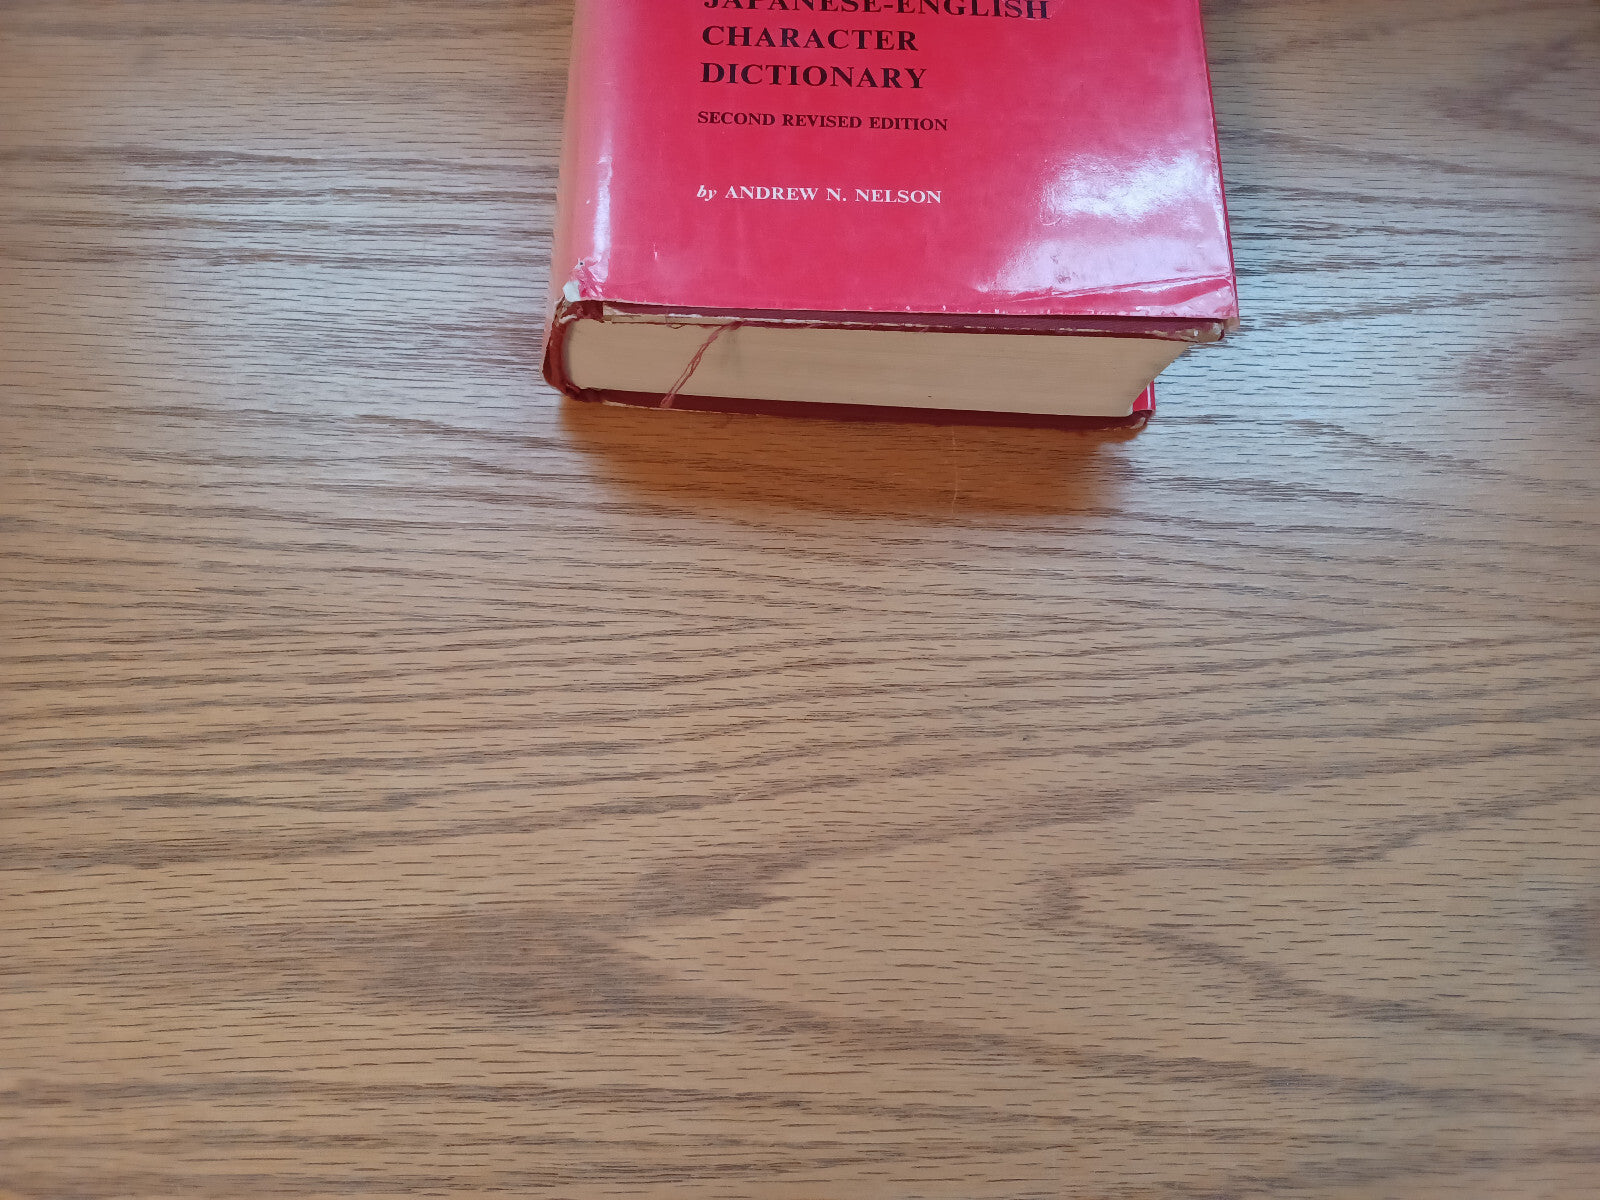 JAPANESE-ENGLISH
CHARACTER
DICTIONARY
SECOND REVISED EDITION
by ANDREW N. NELSON